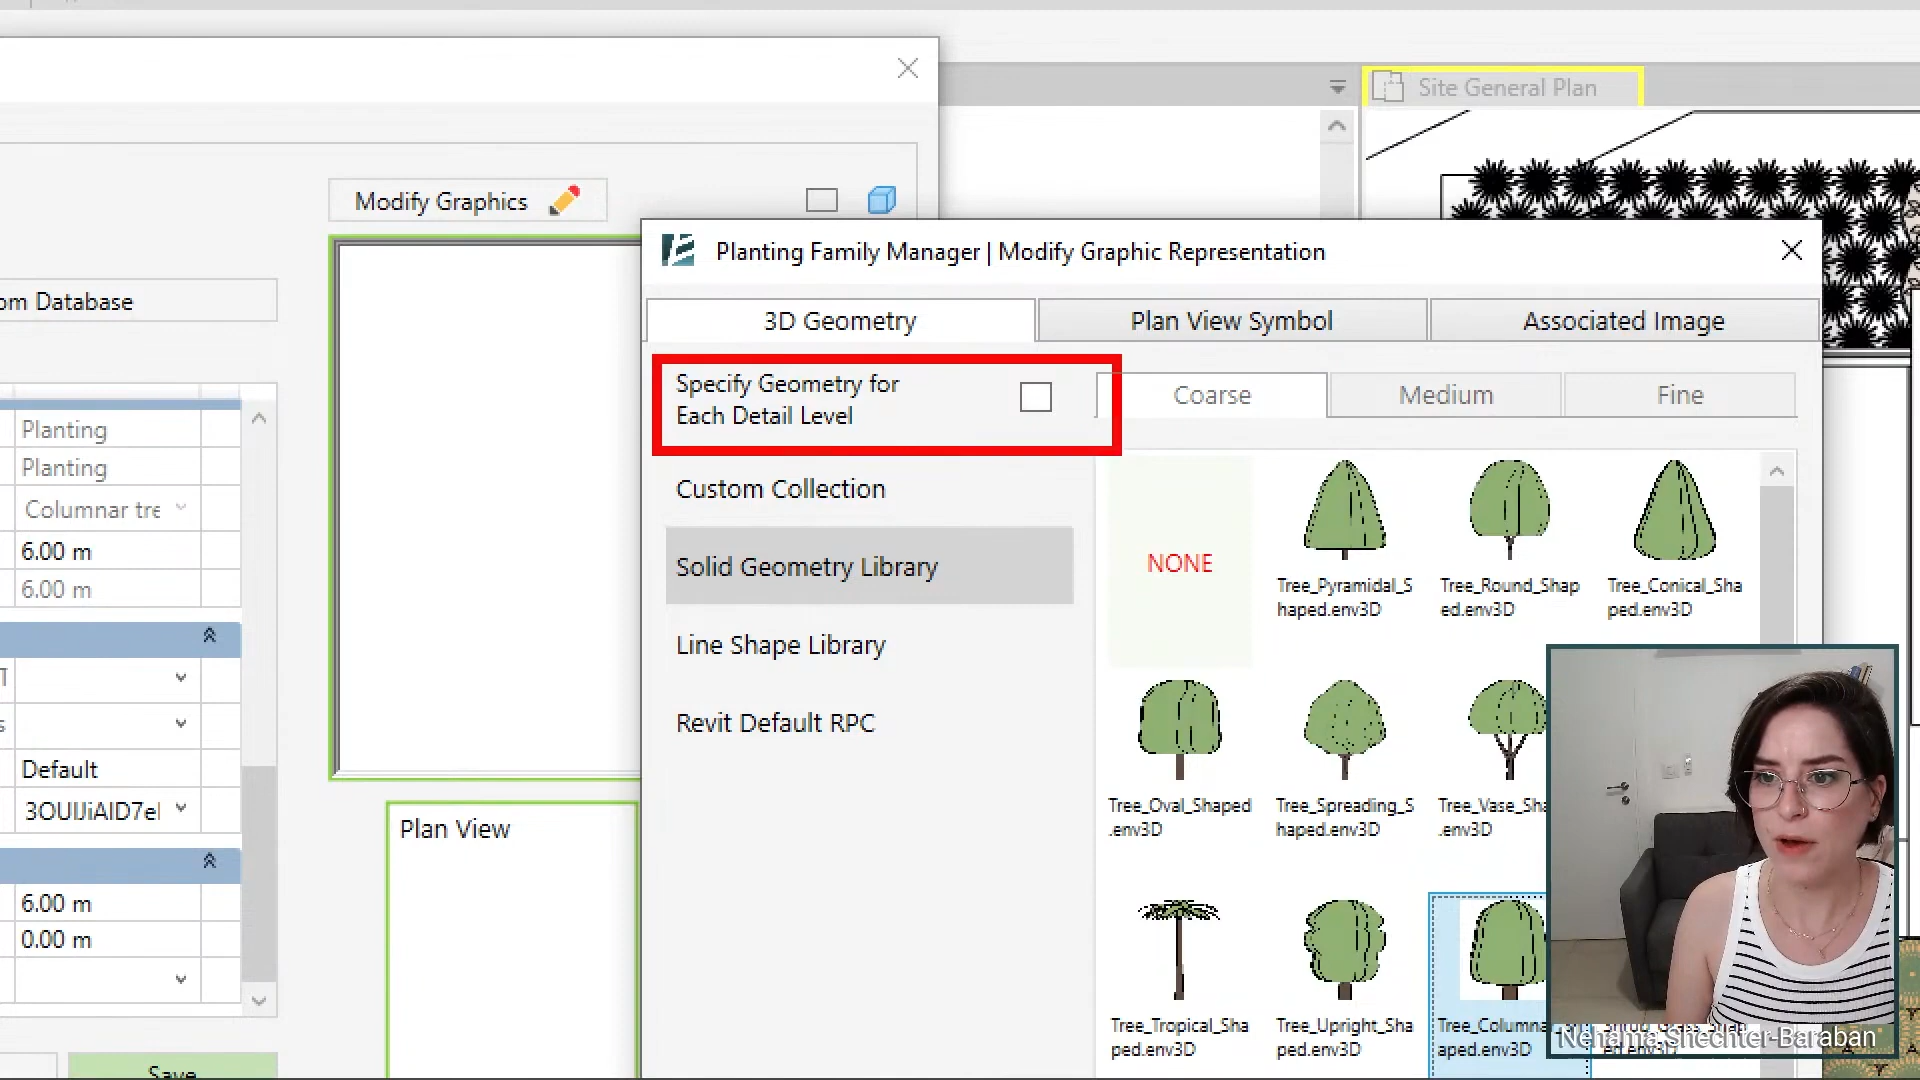 Site General Plan
Modify Graphics
Planting Family Manager | Modify Graphic Representation
om Database
3D Geometry
Plan View Symbol
Associated Image
Specify Geometry for
Each Detail Level
Coarse
Medium
Fine
Planting
Planting
Columnar tre
6.00 m
6.00 m
Custom Collection
Solid Geometry Library
Line Shape Library
Revit Default RPC
NONE
Tree_Pyramidal_S
haped.env3D
Tree_Round_Shap
ed.env3D
Tree_Conical_Sha
ped.env3D
Default
Plan View
6.00 m
0.00 m
Tree_Oval_Shaped
.env3D
Tree_Spreading_S
haped.env3D
Tree_Vase_Sha
.env3D
Tree_Tropical_Sha
ped.env3D
Tree_Upright_Sha
ped.env3D
Tree_Columna
aped.env3D
Nehama Shechter-Baraban
Save